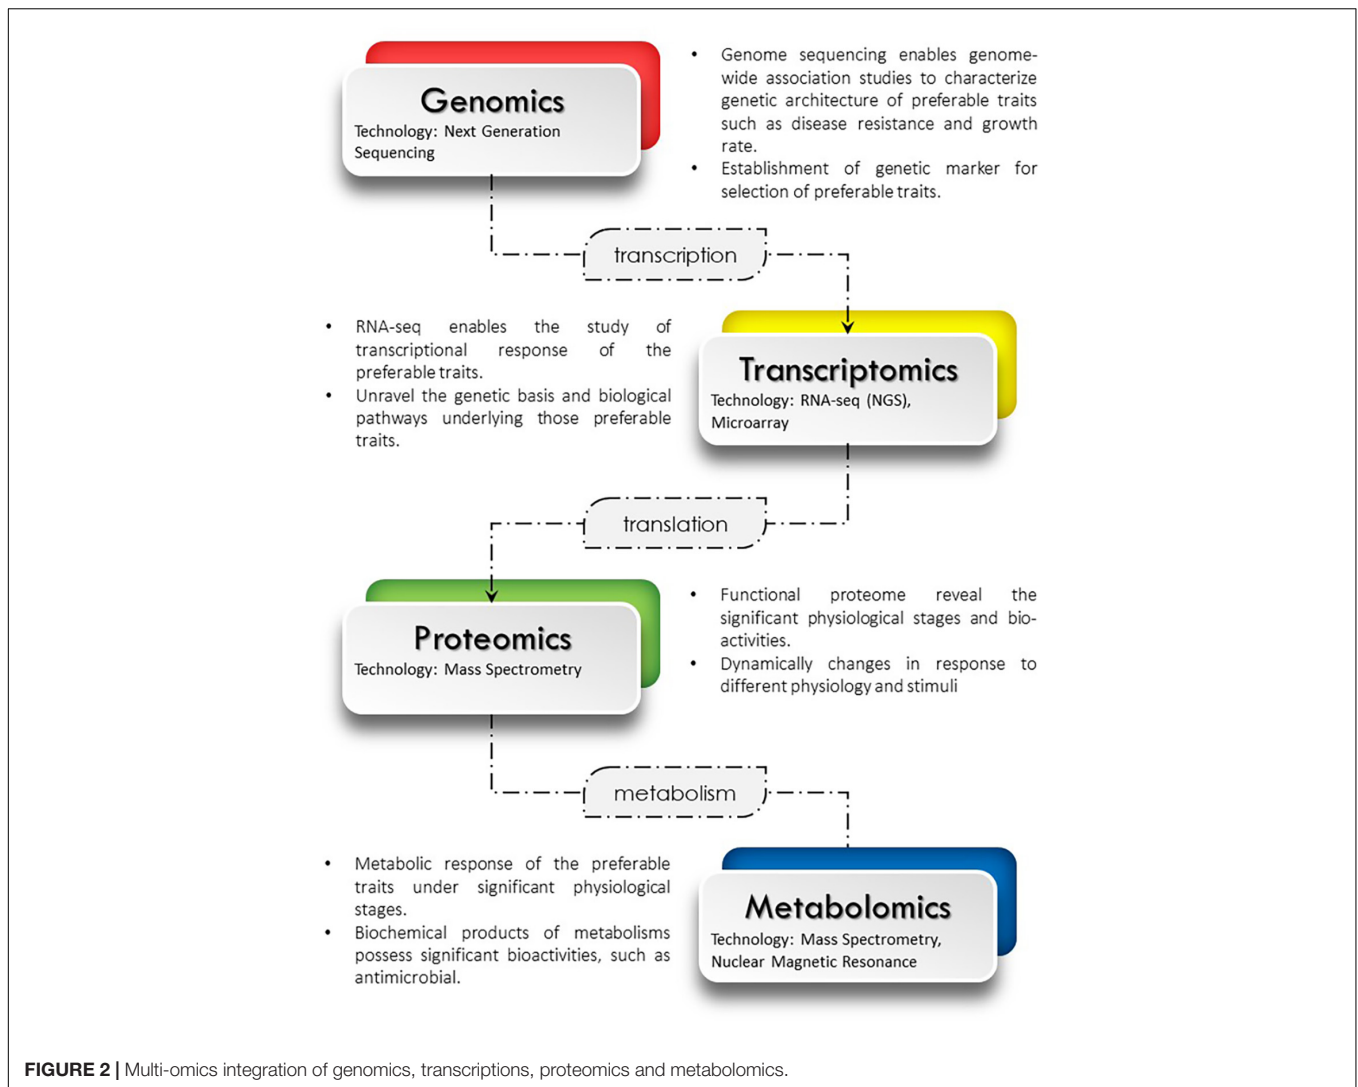 Genomics
Technology: Next Generation
Sequencing
• Genome sequencing enables genome-
wide association studies to characterize
genetic architecture of preferable traits
such as disease resistance and growth
rate.
• Establishment of genetic marker for
selection of preferable traits.
transcription
• RNA-seq enables the study of
transcriptional response of the
preferable traits.
• Unravel the genetic basis and biological
pathways underlying those preferable
traits.
Transcriptomics
Technology: RNA-seq (NGS),
Microarray
translation
Proteomics
Technology: Mass Spectrometry
• Functional proteome reveal the
significant physiological stages and bio-
activities.
• Dynamically changes in response to
different physiology and stimuli
metabolism
• Metabolic response of the preferable
traits under significant physiological
stages.
• Biochemical products of metabolisms
possess significant bioactivities, such as
antimicrobial.
Metabolomics
Technology: Mass Spectrometry,
Nuclear Magnetic Resonance
FIGURE 2 | Multi-omics integration of genomics, transcriptions, proteomics and metabolomics.